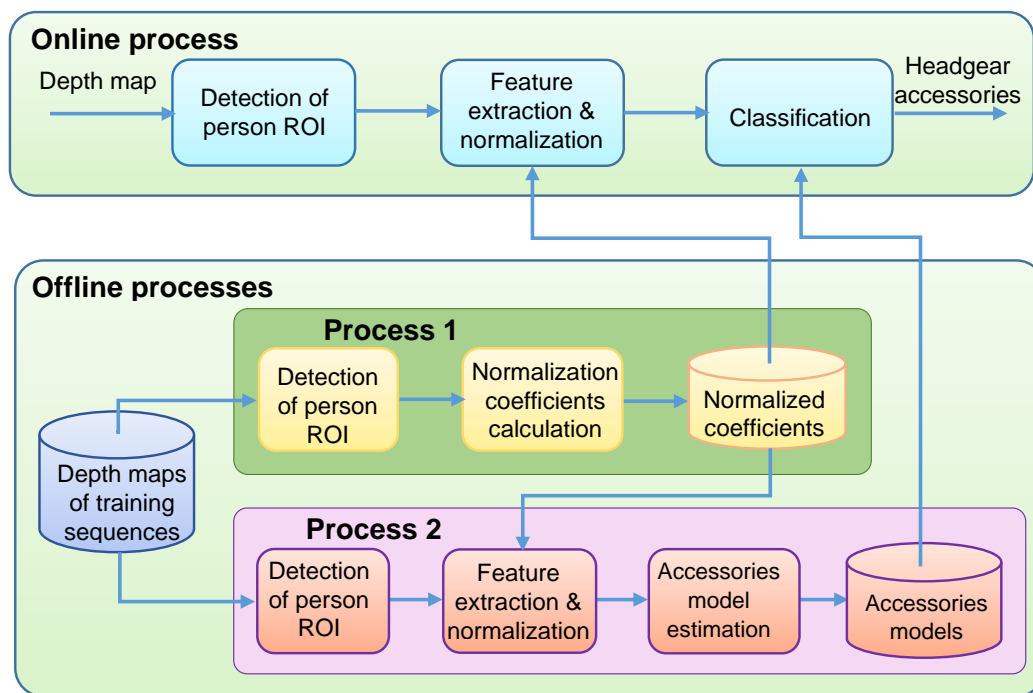 Online process
Depth map
Detection of
person ROI
Feature
extraction &
normalization
Classification
Headgear
accessories
Offline processes
Process 1
Detection
of person
ROI
Normalization
coefficients
calculation
Normalized
coefficients
Depth maps
of training
sequences
Process 2
Detection
of person
ROI
Feature
extraction &
normalization
Accessories
model
estimation
Accessories
models